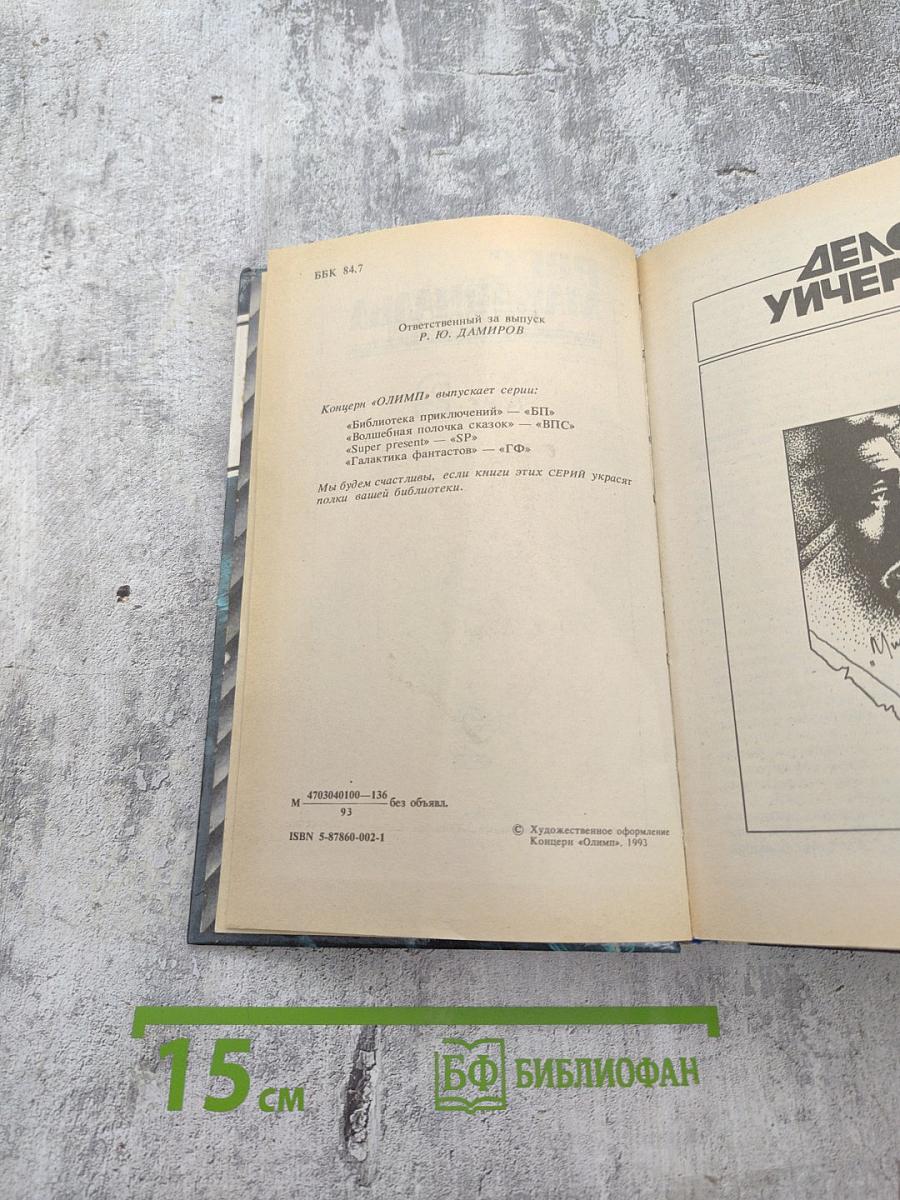 ББК 84.7
Ответственный за выпуск
Р. Ю. ДАМИРОВ
Концерн «ОЛИМП» выпускает серии:
«Библиотека приключений» — «БП»
«Волшебная полочка сказок» — «ВПС»
«Super present» — «SP»
«Галактика фантастов» — «ГФ»
Мы будем счастливы, если книги этих СЕРИЙ украсят
полки вашей библиотеки.
М 4703040100—136 без объявл.
93
ISBN 5-87860-002-1
© Художественное оформление
Концерн «Олимп», 1993
ДЕЛО
УИЧЕР
15 см
БФ БИБЛИОФАН